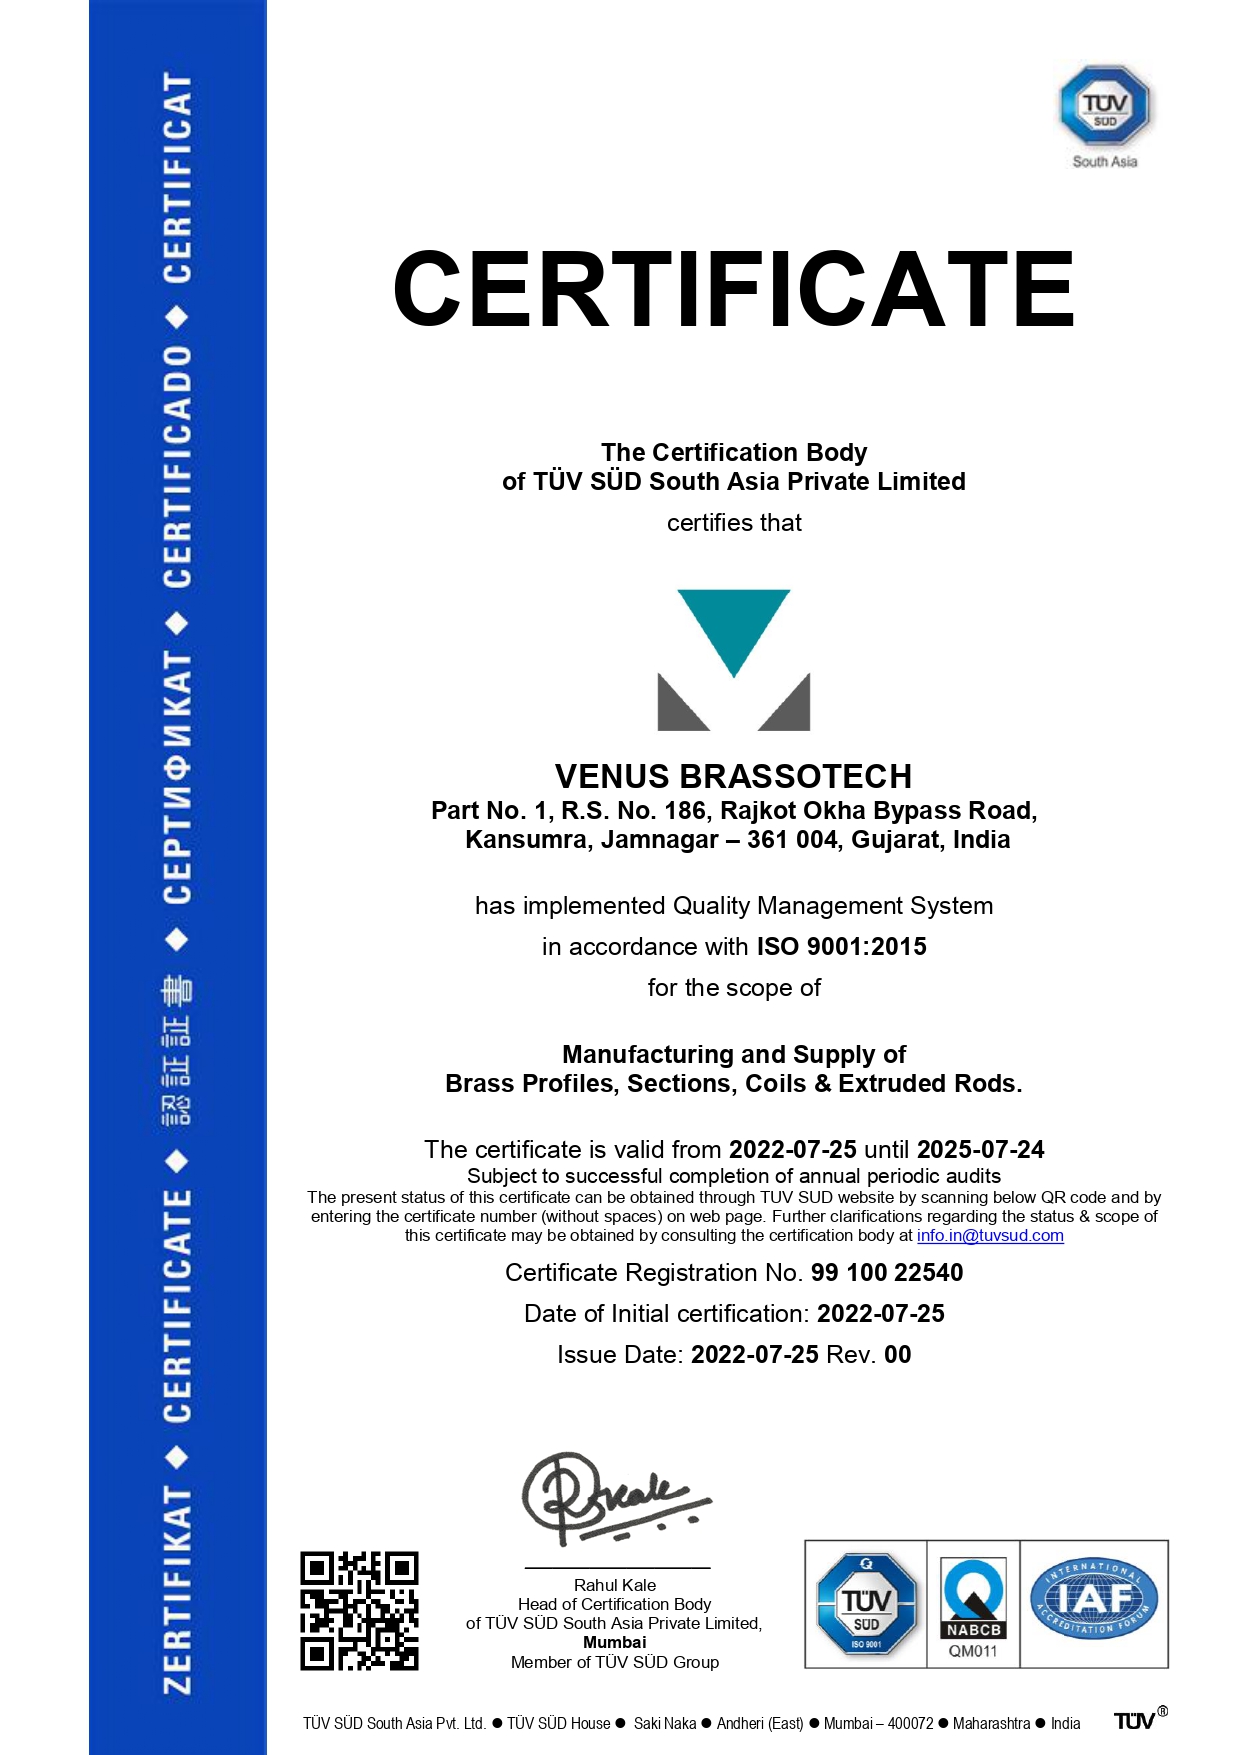 ZERTIFIKAT ◆ CERTIFICATE ◆ 認証証書 ◆ СЕРТИФИКАТ ◆ CERTIFICADO ◆ CERTIFICAT
TÜV
SÜD
South Asia
CERTIFICATE
The Certification Body
of TÜV SÜD South Asia Private Limited
certifies that
VENUS BRASSOTECH
Part No. 1, R.S. No. 186, Rajkot Okha Bypass Road,
Kansumra, Jamnagar – 361 004, Gujarat, India
has implemented Quality Management System
in accordance with ISO 9001:2015
for the scope of
Manufacturing and Supply of
Brass Profiles, Sections, Coils & Extruded Rods.
The certificate is valid from 2022-07-25 until 2025-07-24
Subject to successful completion of annual periodic audits
The present status of this certificate can be obtained through TUV SUD website by scanning below QR code and by
entering the certificate number (without spaces) on web page. Further clarifications regarding the status & scope of
this certificate may be obtained by consulting the certification body at info.in@tuvsud.com
Certificate Registration No. 99 100 22540
Date of Initial certification: 2022-07-25
Issue Date: 2022-07-25 Rev. 00
RKale
Rahul Kale
Head of Certification Body
of TÜV SÜD South Asia Private Limited,
Mumbai
Member of TÜV SÜD Group
Q
TÜV
SÜD
ISO 9001
NABCB
QM011
INTERNATIONAL
IAF
ACCREDITATION FORUM
TÜV SÜD South Asia Pvt. Ltd. ● TÜV SÜD House ● Saki Naka ● Andheri (East) ● Mumbai – 400072 ● Maharashtra ● India
TÜV®